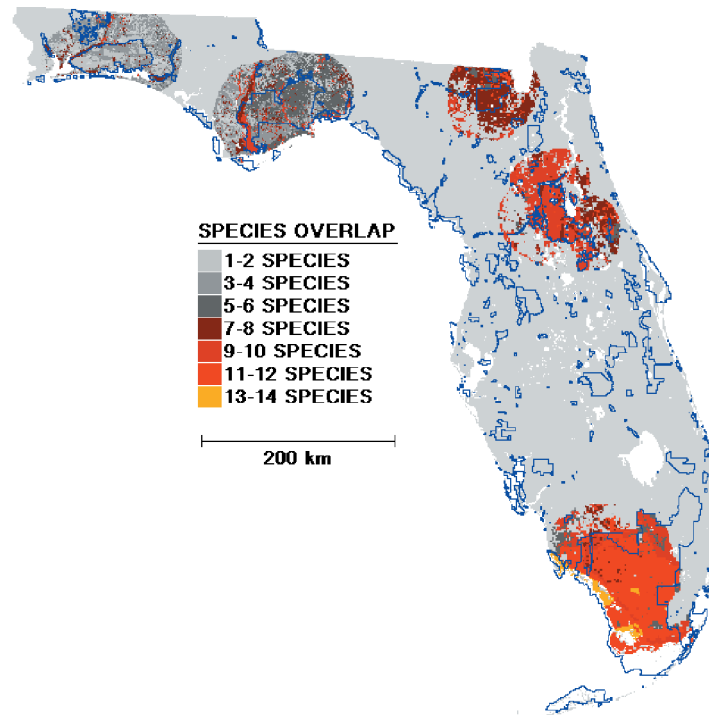 SPECIES OVERLAP
1-2 SPECIES
3-4 SPECIES
5-6 SPECIES
7-8 SPECIES
9-10 SPECIES
11-12 SPECIES
13-14 SPECIES
200 km